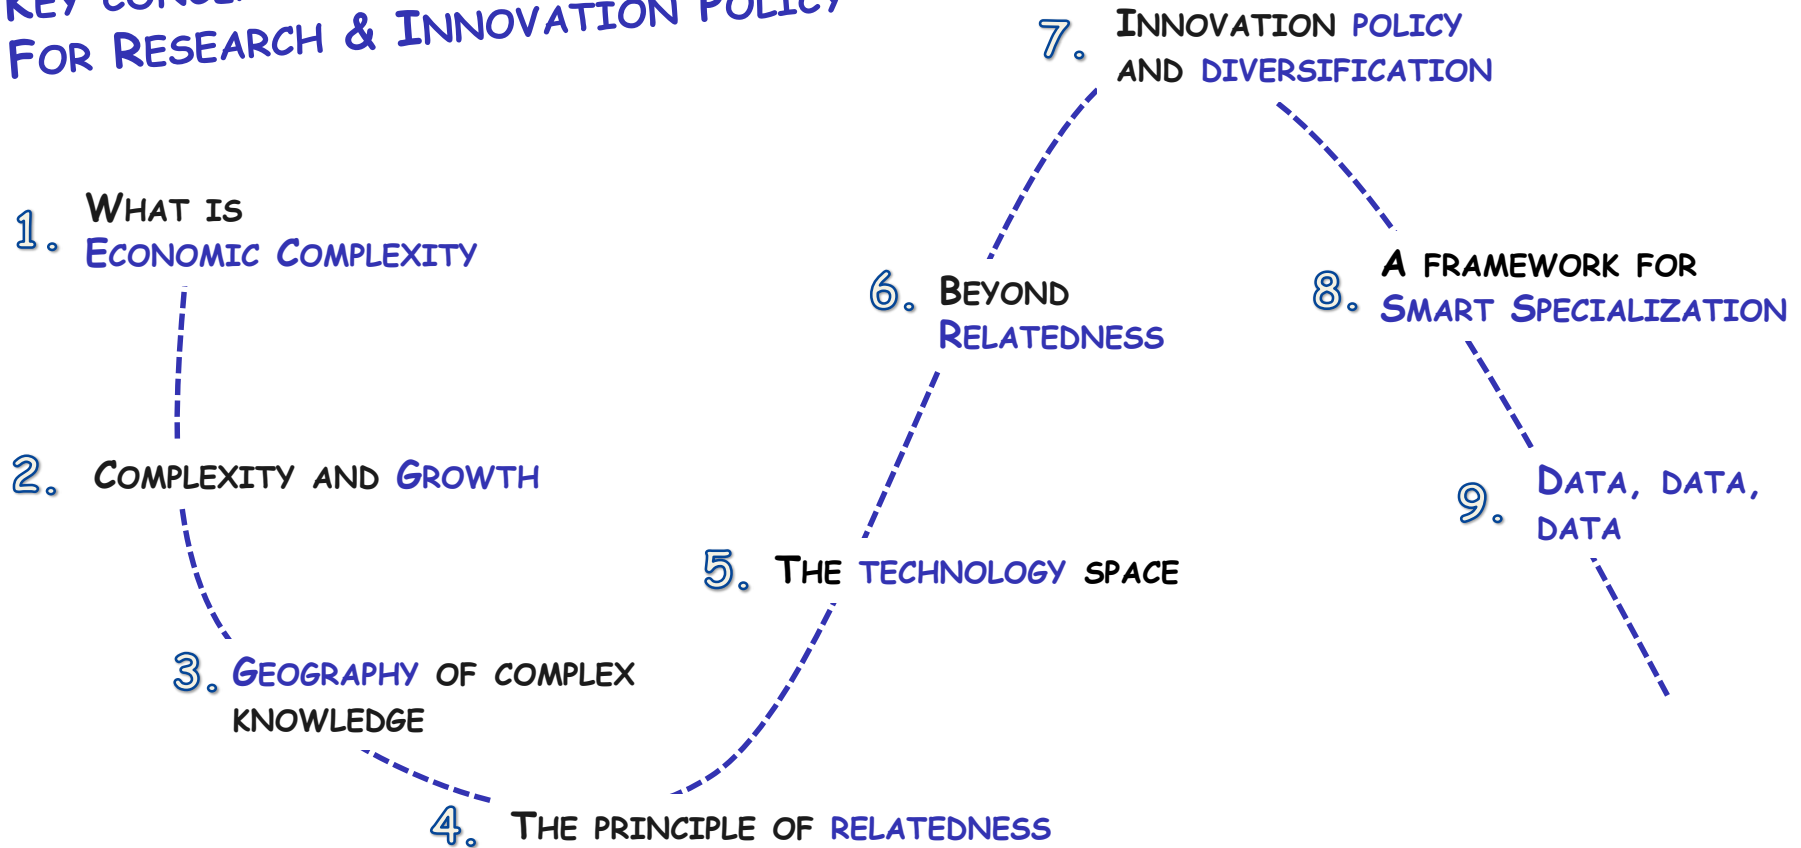 KEY
FOR RESEARCH & INNOVATION POLICY
1. WHAT IS
ECONOMIC COMPLEXITY
2. COMPLEXITY AND GROWTH
3. GEOGRAPHY OF COMPLEX
KNOWLEDGE
4. THE PRINCIPLE OF RELATEDNESS
5. THE TECHNOLOGY SPACE
6. BEYOND
RELATEDNESS
7. INNOVATION POLICY
AND DIVERSIFICATION
8. A FRAMEWORK FOR
SMART SPECIALIZATION
9. DATA, DATA,
DATA